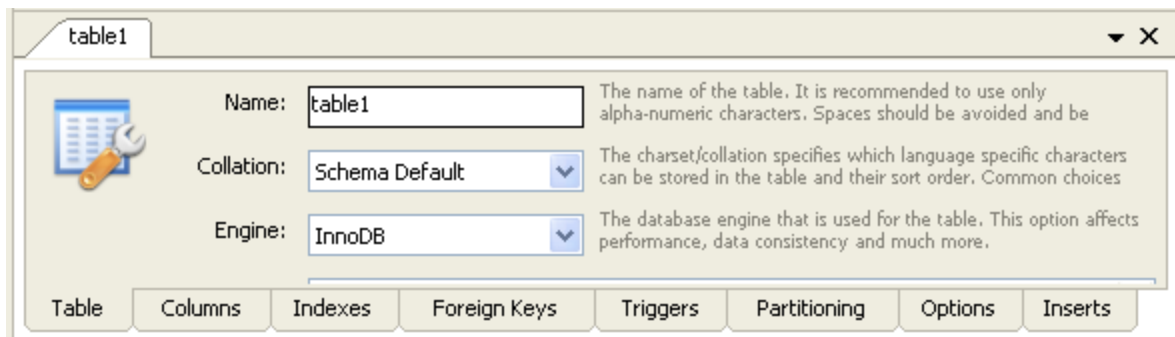 table1
Name:
table1
The name of the table. It is recommended to use only
alpha-numeric characters. Spaces should be avoided and be
Collation:
Schema Default
The charset/collation specifies which language specific characters
can be stored in the table and their sort order. Common choices
Engine:
InnoDB
The database engine that is used for the table. This option affects
performance, data consistency and much more.
Table Columns Indexes Foreign Keys Triggers Partitioning Options Inserts